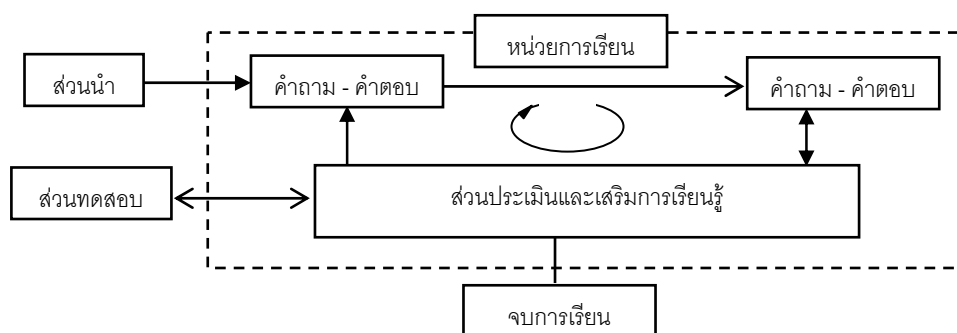 หน่วยการเรียน
ส่วนนำ
คำถาม - คำตอบ
คำถาม - คำตอบ
ส่วนทดสอบ
ส่วนประเมินและเสริมการเรียนรู้
จบการเรียน